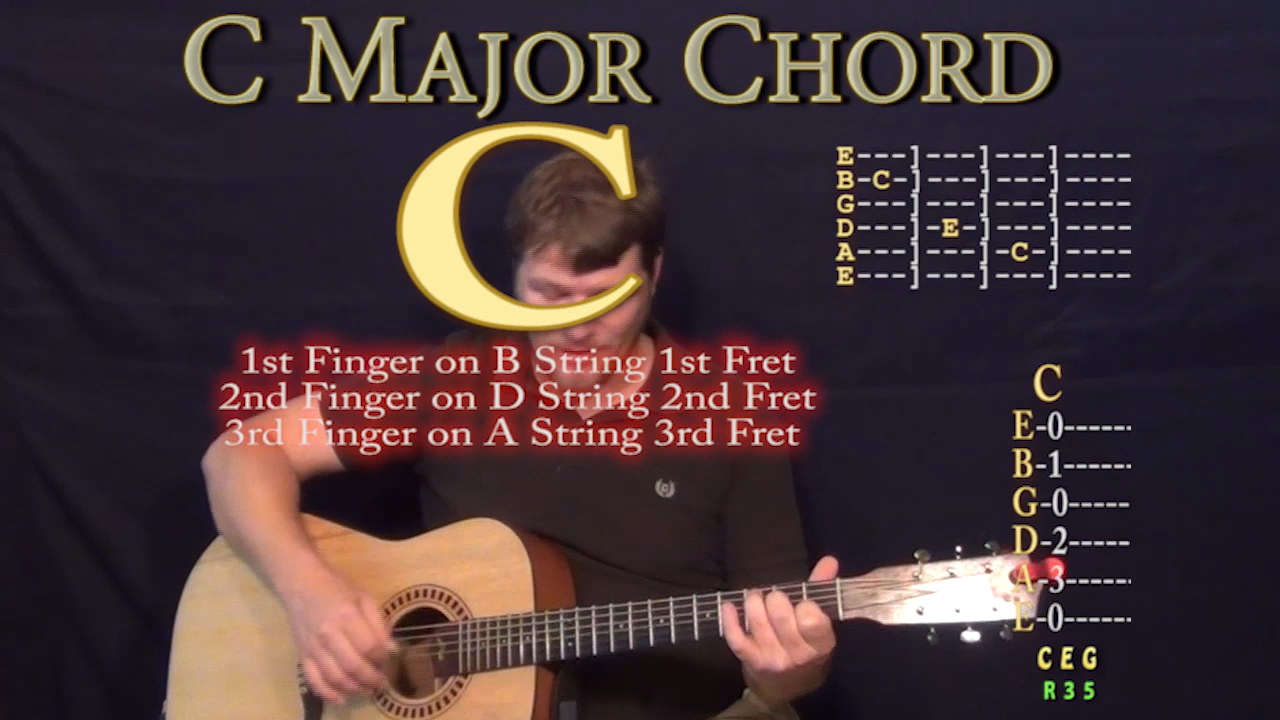 C MAJOR CHORD
C
E---]---]---]----
B-C-]---]---]----
G---]---]---]----
D---]-E-]---]----
A---]---]-C-]----
E---]---]---]----
1st Finger on B String 1st Fret
2nd Finger on D String 2nd Fret
3rd Finger on A String 3rd Fret
C
E-0------
B-1------
G-0-----
D-2-----
A-3------
E-0------
C E G
R 3 5